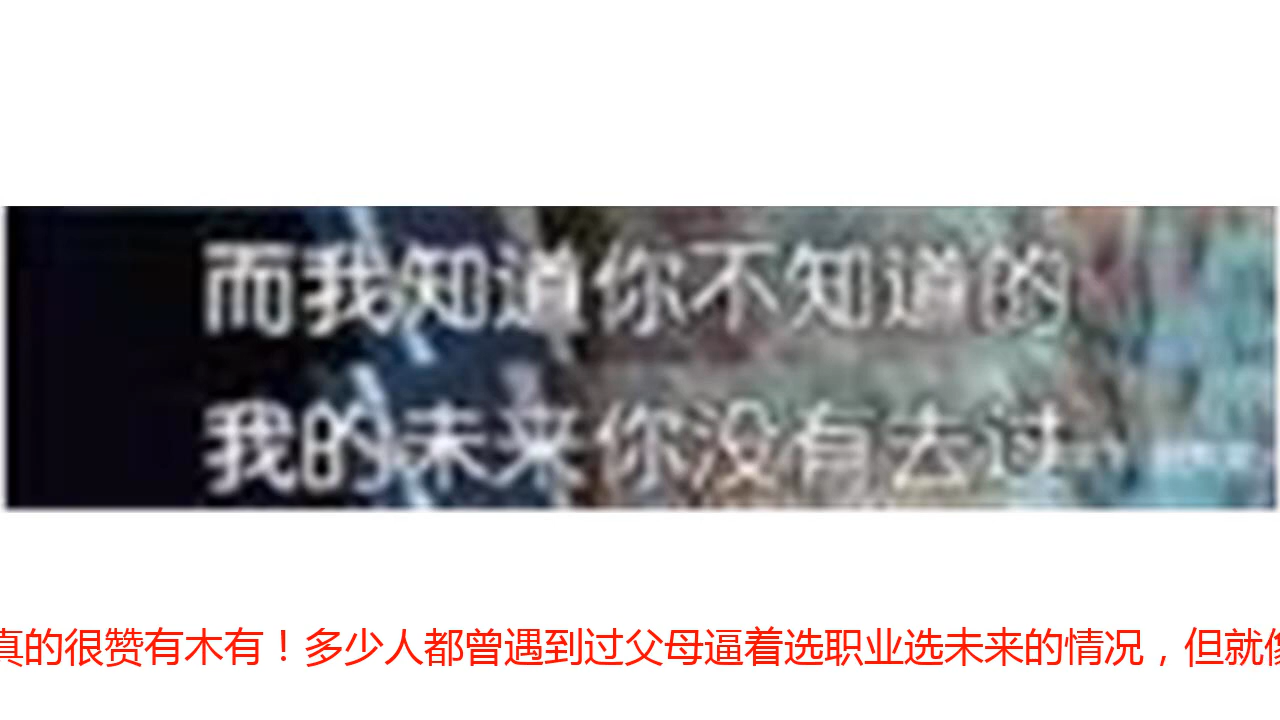 而我知道你不知道的
我的未来你没有去过
真的很赞有木有！多少人都曾遇到过父母逼着选职业选未来的情况，但就像